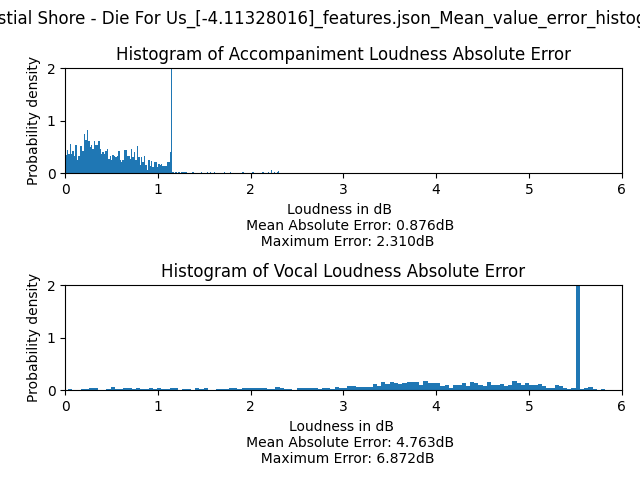 stial Shore - Die For Us_[-4.11328016]_features.json_Mean_value_error_histog
Histogram of Accompaniment Loudness Absolute Error
Probability density
2
1
0
0 1 2 3 4 5 6
Loudness in dB
Mean Absolute Error: 0.876dB
Maximum Error: 2.310dB
Histogram of Vocal Loudness Absolute Error
Probability density
2
1
0
0 1 2 3 4 5 6
Loudness in dB
Mean Absolute Error: 4.763dB
Maximum Error: 6.872dB